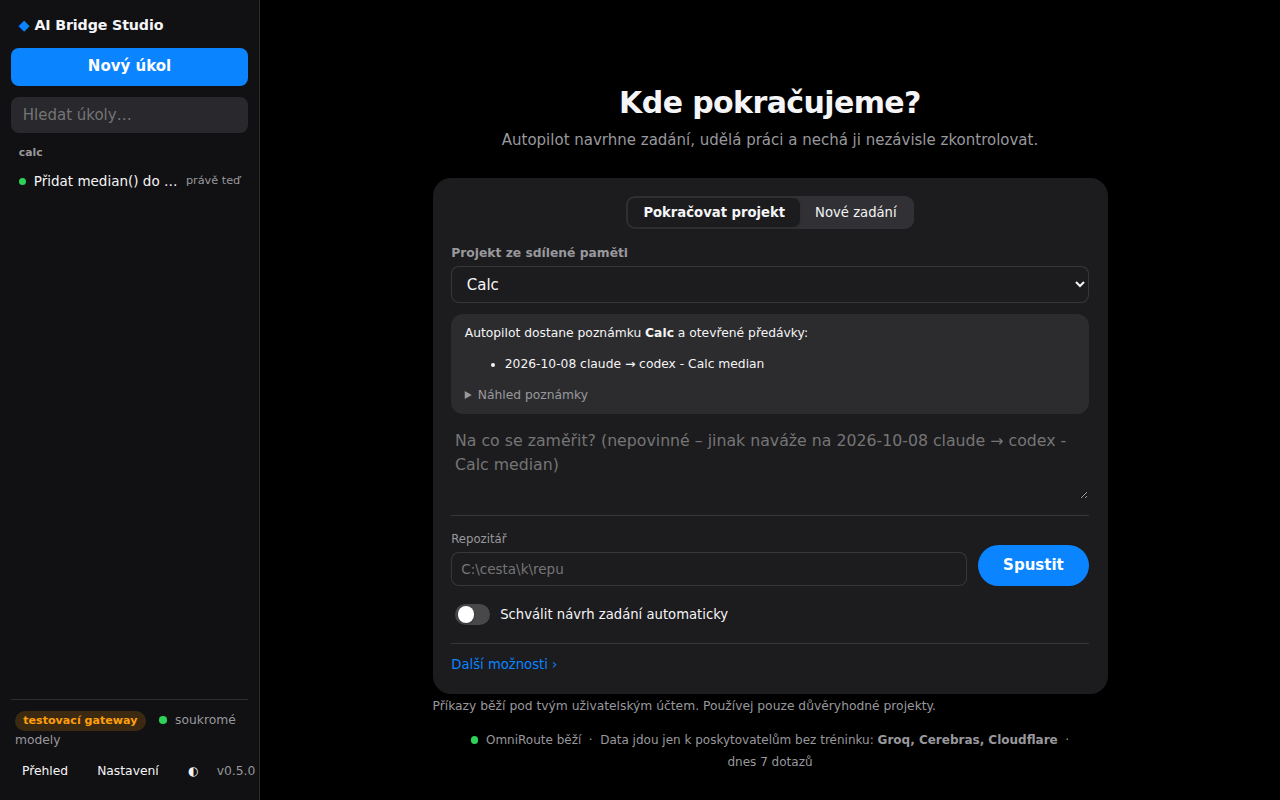 AI Bridge Studio
Nový úkol
Hledat úkoly…
calc
Přidat median() do … právě teď
testovací gateway soukromé
modely
Přehled Nastavení v0.5.0
Kde pokračujeme?
Autopilot navrhne zadání, udělá práci a nechá ji nezávisle zkontrolovat.
Pokračovat projekt Nové zadání
Projekt ze sdílené paměti
Calc
Autopilot dostane poznámku Calc a otevřené předávky:
• 2026-10-08 claude → codex - Calc median
▶ Náhled poznámky
Na co se zaměřit? (nepovinné – jinak naváže na 2026-10-08 claude → codex -
Calc median)
Repozitář
C:\cesta\k\repu
Spustit
Schválit návrh zadání automaticky
Další možnosti ›
Příkazy běží pod tvým uživatelským účtem. Používej pouze důvěryhodné projekty.
OmniRoute běží · Data jdou jen k poskytovatelům bez tréninku: Groq, Cerebras, Cloudflare ·
dnes 7 dotazů